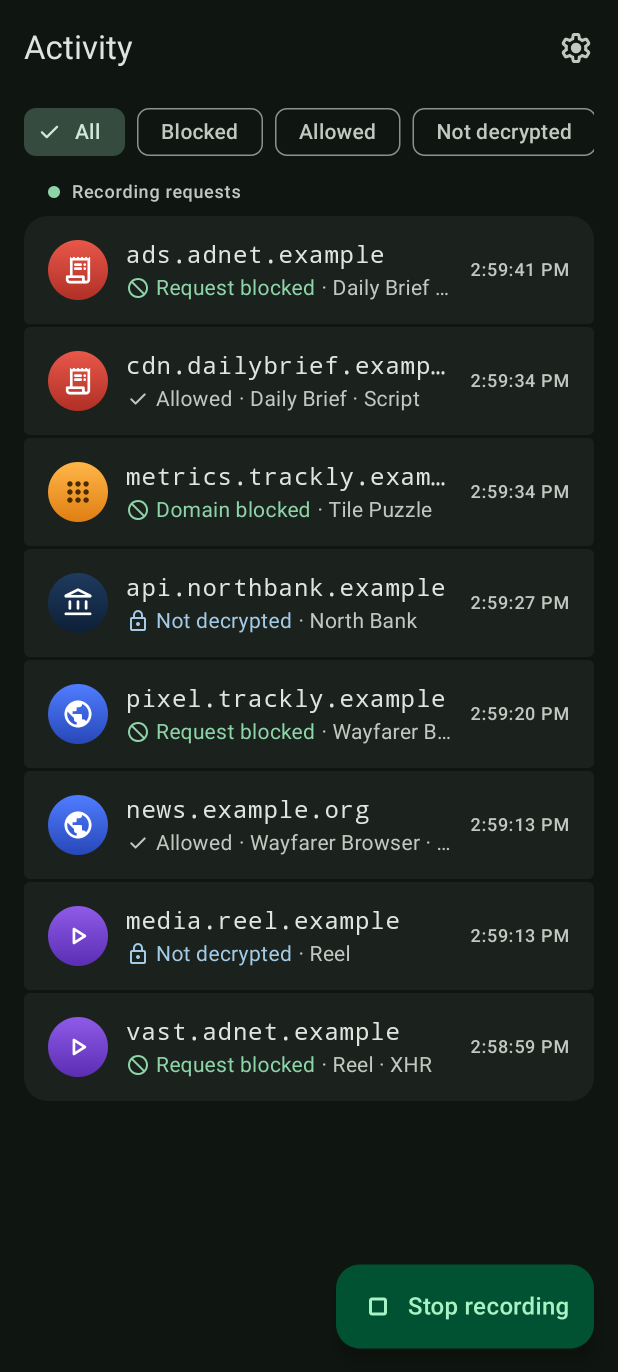 Activity
All
Blocked
Allowed
Not decrypted
Recording requests
ads.adnet.example
Request blocked · Daily Brief …
2:59:41 PM
cdn.dailybrief.examp…
Allowed · Daily Brief · Script
2:59:34 PM
metrics.trackly.exam…
Domain blocked · Tile Puzzle
2:59:34 PM
api.northbank.example
Not decrypted · North Bank
2:59:27 PM
pixel.trackly.example
Request blocked · Wayfarer B…
2:59:20 PM
news.example.org
Allowed · Wayfarer Browser · …
2:59:13 PM
media.reel.example
Not decrypted · Reel
2:59:13 PM
vast.adnet.example
Request blocked · Reel · XHR
2:58:59 PM
Stop recording